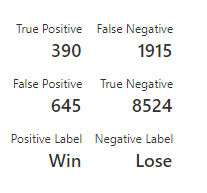 True Positive False Negative
390 1915
False Positive True Negative
645 8524
Positive Label Negative Label
Win Lose